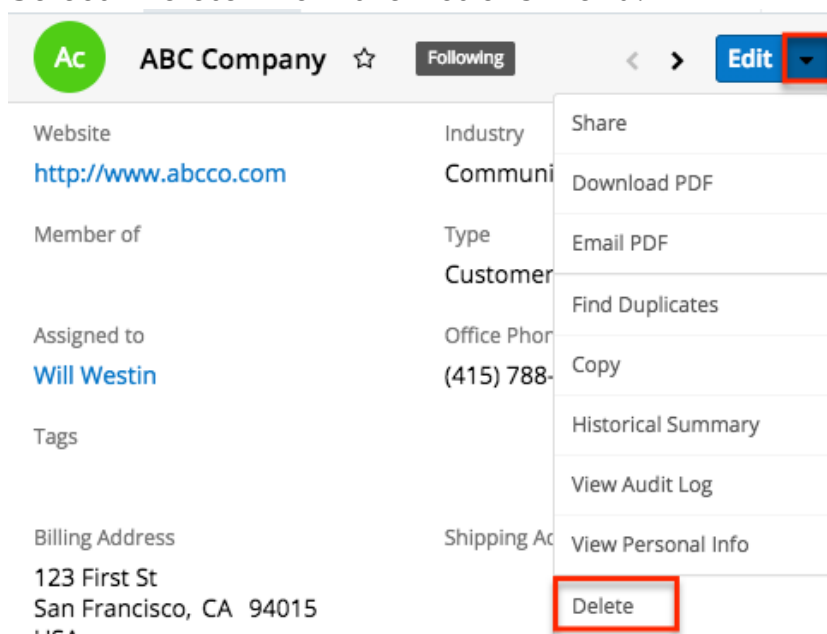 Ac ABC Company Following Edit
Website
Industry
Share
http://www.abcco.com
Communi
Download PDF
Member of
Type
Email PDF
Customer
Find Duplicates
Assigned to
Office Phor
Will Westin
(415) 788-
Copy
Tags
Historical Summary
View Audit Log
Billing Address
Shipping Ad
View Personal Info
123 First St
San Francisco, CA 94015
Delete